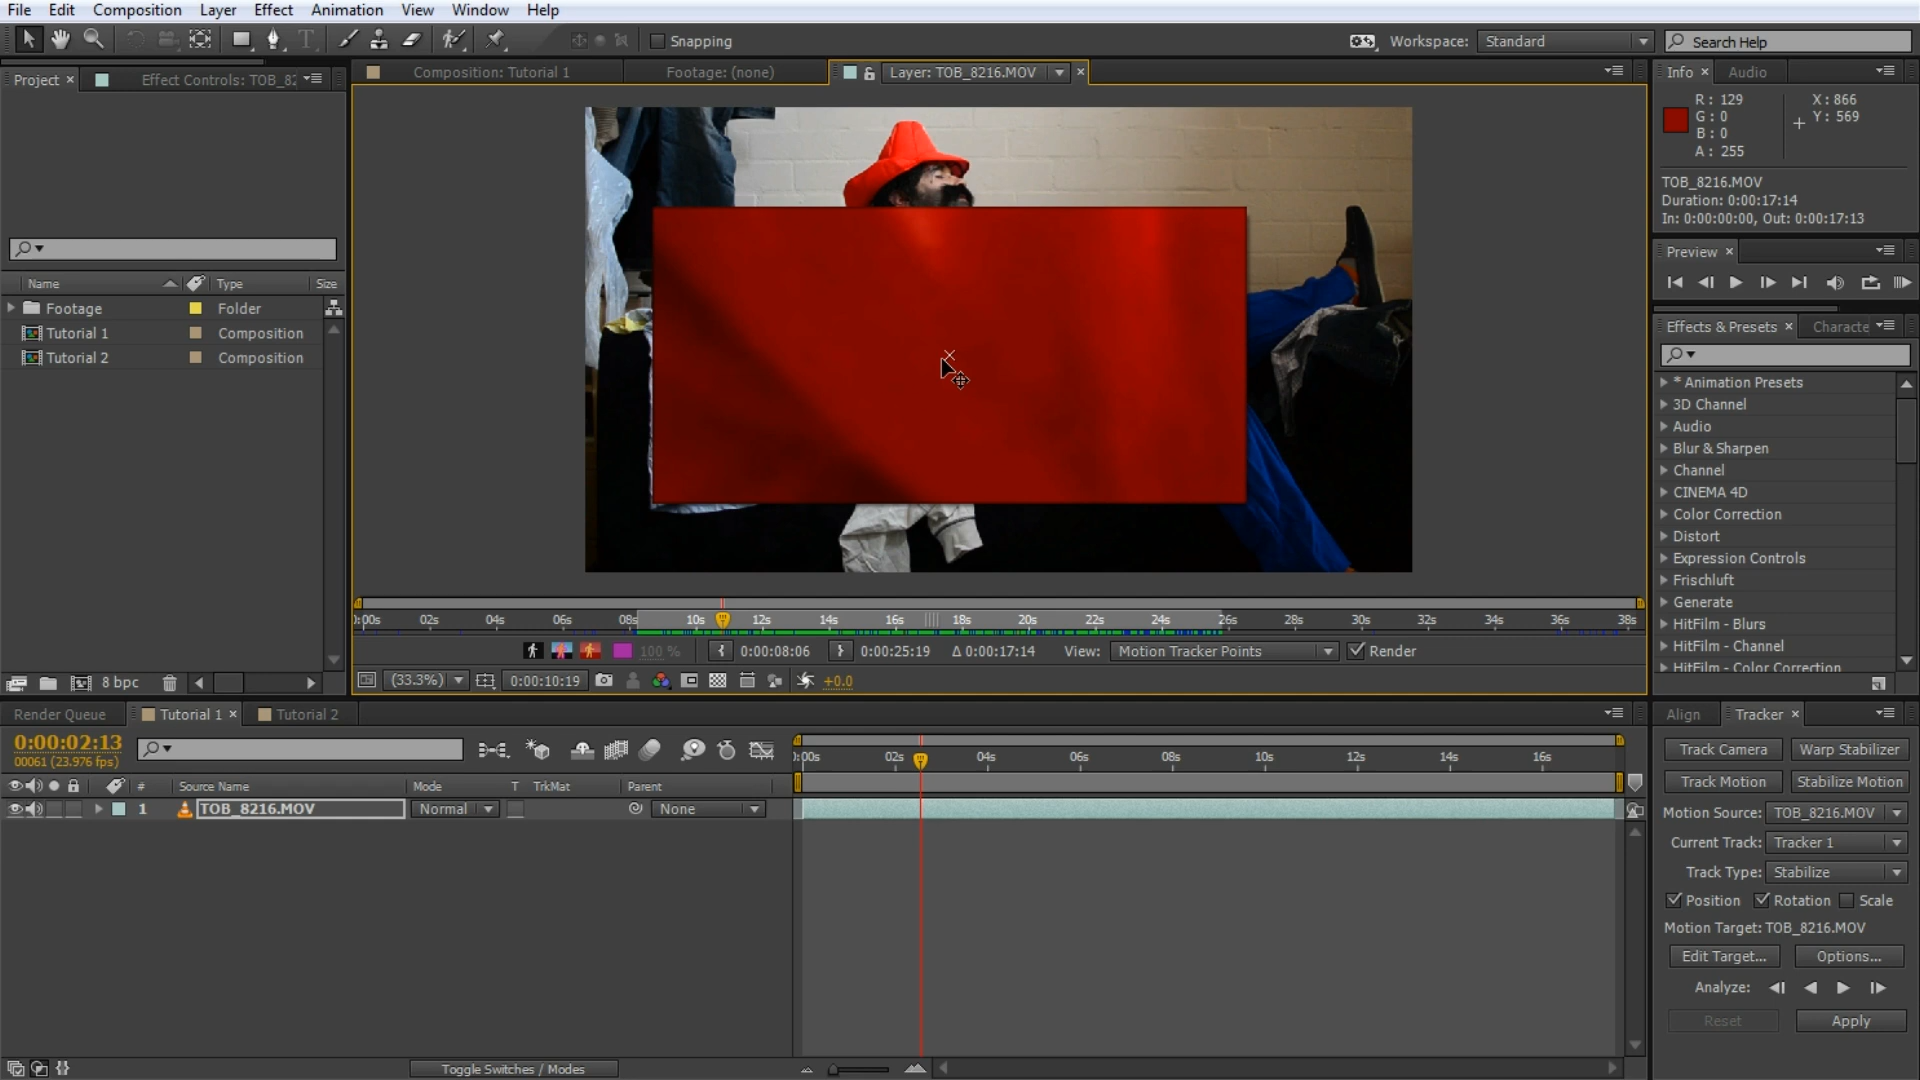 File Edit Composition Layer Effect Animation View Window Help
Snapping
Workspace: Standard
Search Help
Project
Effect Controls: TOB_82
Name Type Size
Footage Folder
Tutorial 1 Composition
Tutorial 2 Composition
8 bpc
Composition: Tutorial 1
Footage: (none)
Layer: TOB_8216.MOV
):00s 02s 04s 06s 08s 10s 12s 14s 16s 18s 20s 22s 24s 26s 28s 30s 32s 34s 36s 38s
100 % 0:00:08:06 0:00:25:19 Δ 0:00:17:14 View: Motion Tracker Points Render
(33.3%) 0:00:10:19 +0.0
Info Audio
R: 129 X: 866
G: 0 Y: 569
B: 0
A: 255
TOB_8216.MOV
Duration: 0:00:17:14
In: 0:00:00:00, Out: 0:00:17:13
Preview
Effects & Presets Characte
* Animation Presets
3D Channel
Audio
Blur & Sharpen
Channel
CINEMA 4D
Color Correction
Distort
Expression Controls
Frischluft
Generate
HitFilm - Blurs
HitFilm - Channel
HitFilm - Color Correction
Render Queue Tutorial 1 Tutorial 2
0:00:02:13
00061 (23.976 fps)
# Source Name Mode T TrkMat Parent
1 TOB_8216.MOV Normal None
):00s 02s 04s 06s 08s 10s 12s 14s 16s
Toggle Switches / Modes
Align Tracker
Track Camera Warp Stabilizer
Track Motion Stabilize Motion
Motion Source: TOB_8216.MOV
Current Track: Tracker 1
Track Type: Stabilize
Position Rotation Scale
Motion Target: TOB_8216.MOV
Edit Target... Options...
Analyze:
Reset Apply